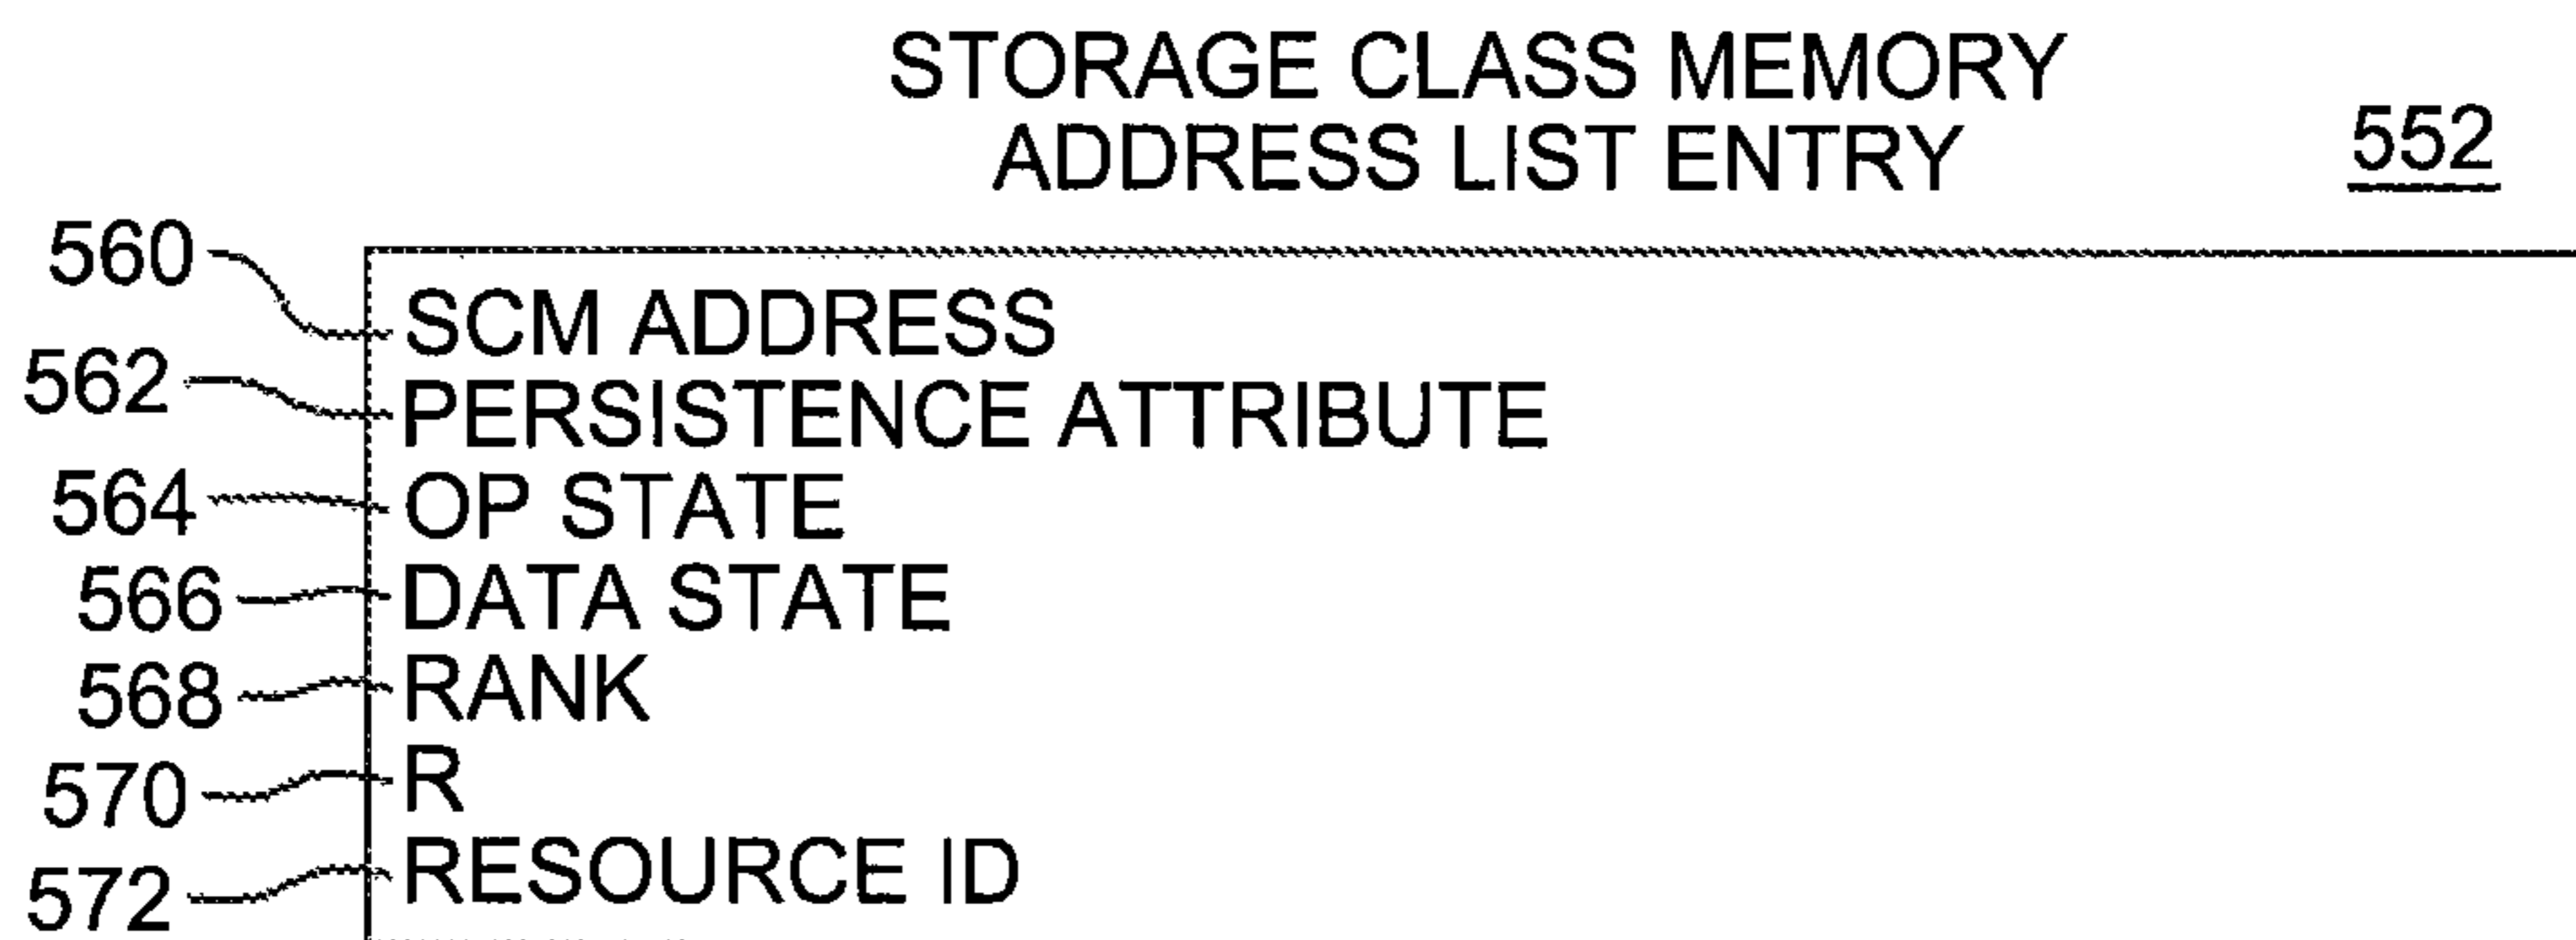 STORAGE CLASS MEMORY
ADDRESS LIST ENTRY 552
560 SCM ADDRESS
562 PERSISTENCE ATTRIBUTE
564 OP STATE
566 DATA STATE
568 RANK
570 R
572 RESOURCE ID